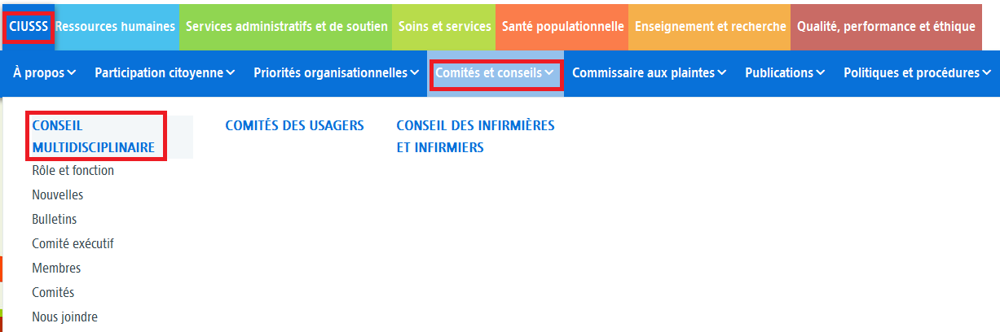 CIUSSS Ressources humaines Services administratifs et de soutien Soins et services Santé populationnelle Enseignement et recherche Qualité, performance et éthique
À propos Participation citoyenne Priorités organisationnelles Comités et conseils Commissaire aux plaintes Publications Politiques et procédures
CONSEIL MULTIDISCIPLINAIRE
Rôle et fonction
Nouvelles
Bulletins
Comité exécutif
Membres
Comités
Nous joindre
COMITÉS DES USAGERS
CONSEIL DES INFIRMIÈRES
ET INFIRMIERS